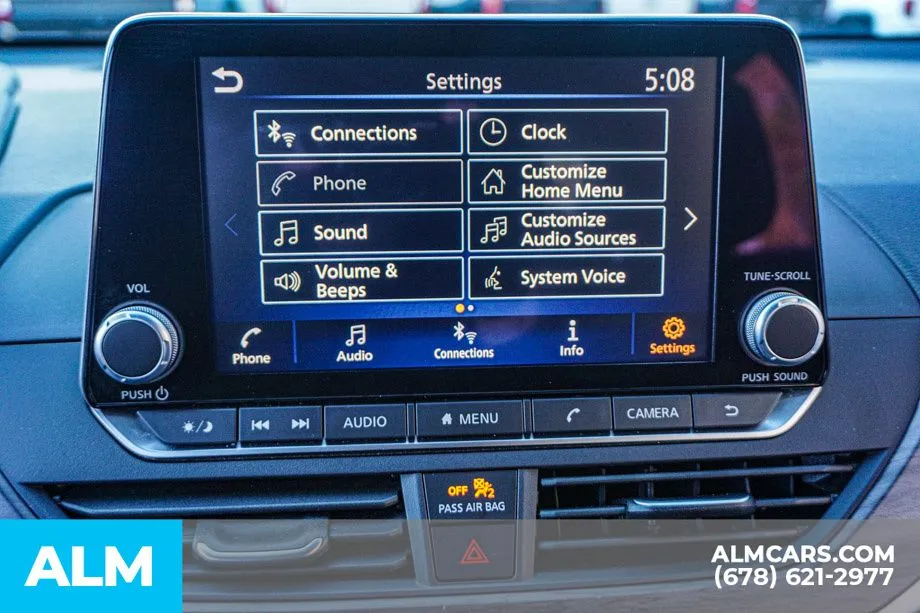 Settings
5:08
Connections
Clock
Phone
Customize
Home Menu
Sound
Customize
Audio Sources
Volume &
Beeps
System Voice
Phone
Audio
Connections
Info
Settings
VOL
PUSH
TUNE·SCROLL
PUSH SOUND
AUDIO
MENU
CAMERA
OFF 2
PASS AIR BAG
ALM
ALMCARS.COM
(678) 621-2977